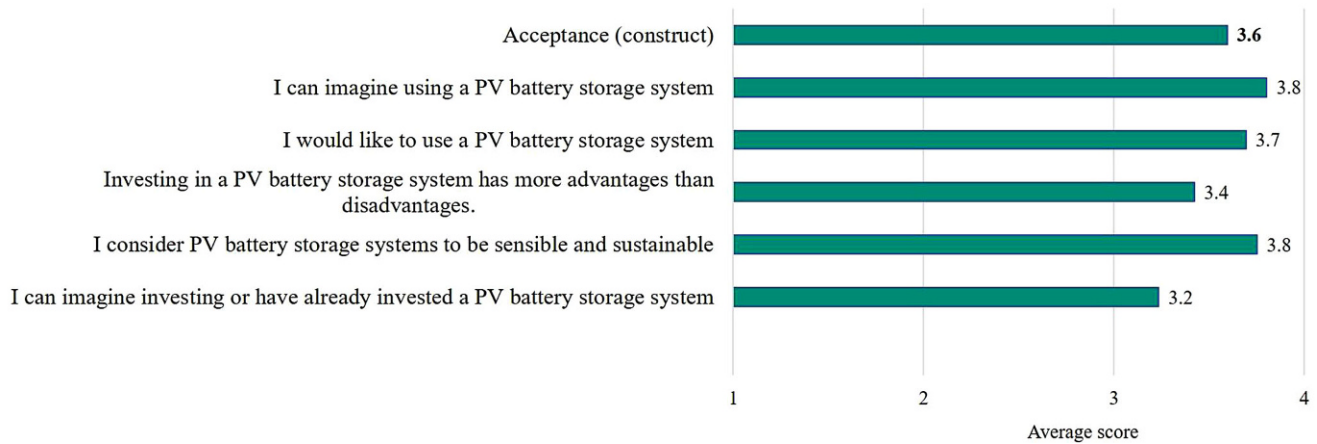 Acceptance (construct)
3.6
I can imagine using a PV battery storage system
3.8
I would like to use a PV battery storage system
3.7
Investing in a PV battery storage system has more advantages than
disadvantages.
3.4
I consider PV battery storage systems to be sensible and sustainable
3.8
I can imagine investing or have already invested a PV battery storage system
3.2
1 2 3 4
Average score